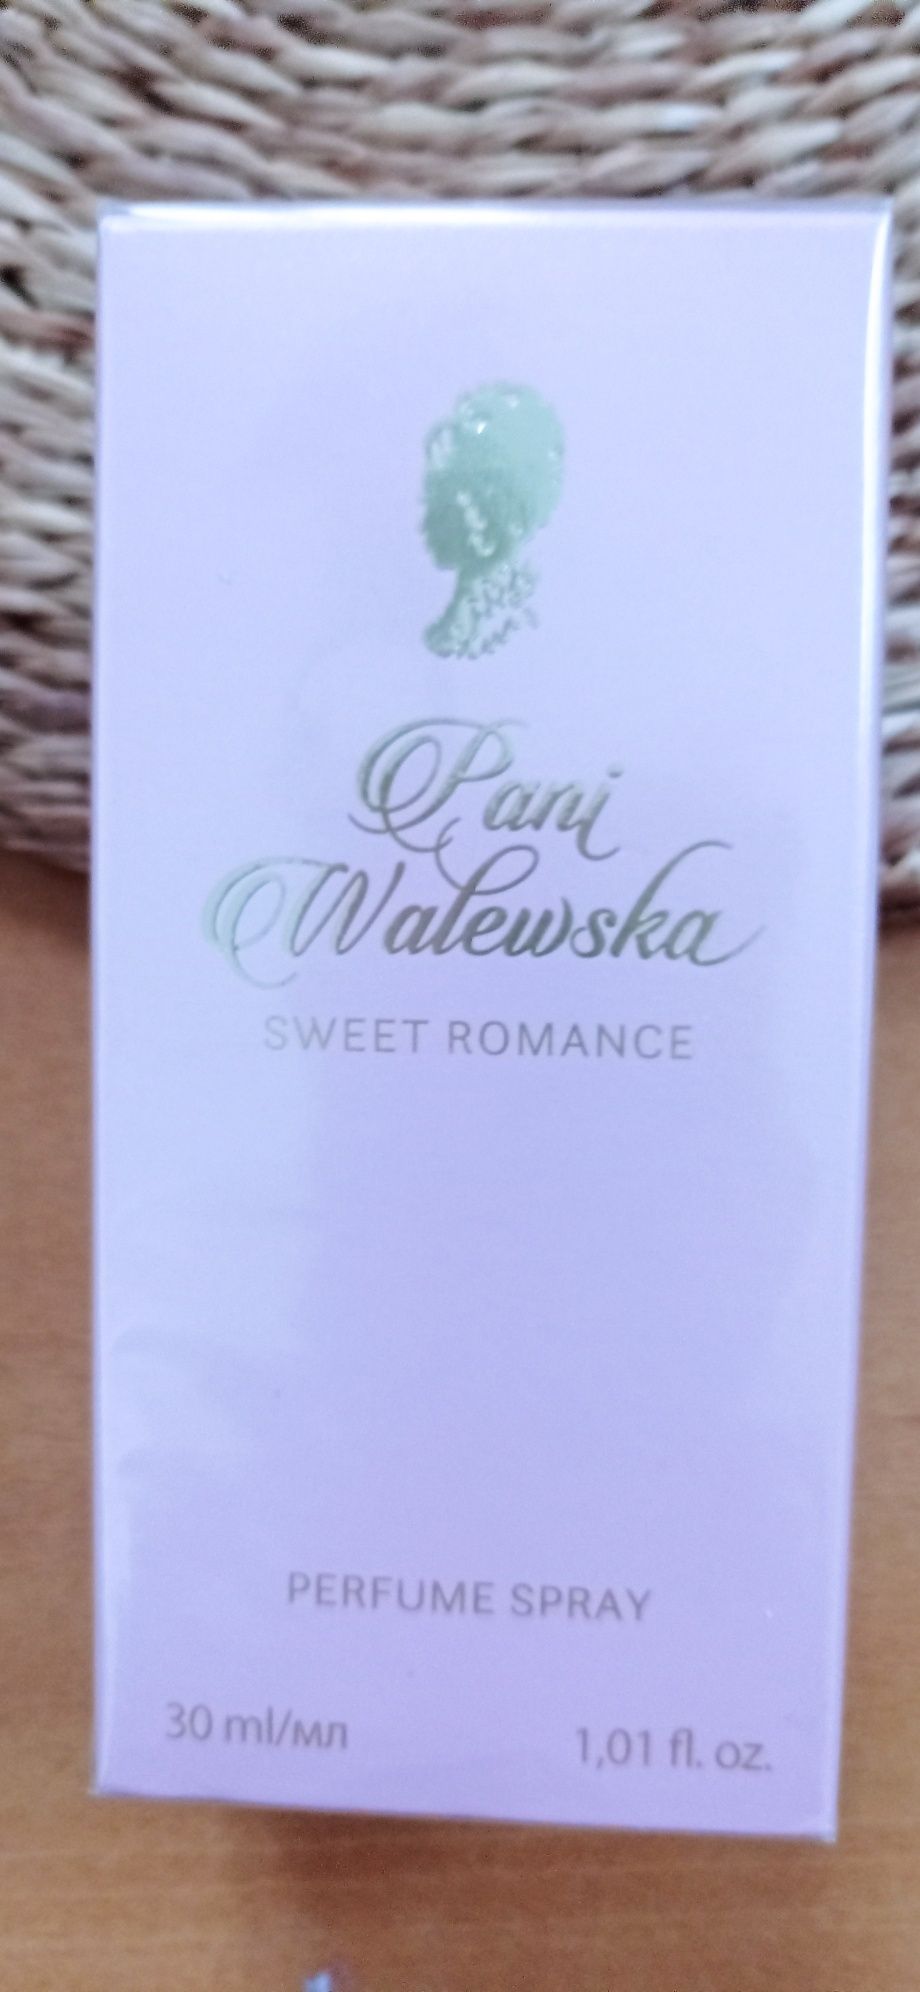 Pani
Walewska
SWEET ROMANCE
PERFUME SPRAY
30 ml/мл
1,01 fl. oz.